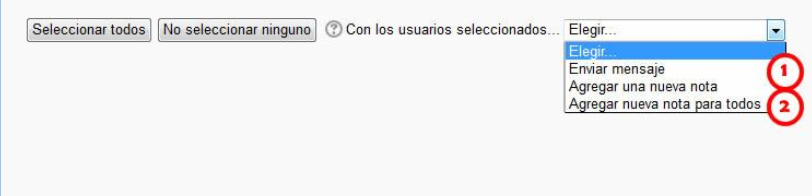 Seleccionar todos No seleccionar ninguno ? Con los usuarios seleccionados... Elegir...
Elegir...
Enviar mensaje 1
Agregar una nueva nota
Agregar nueva nota para todos 2